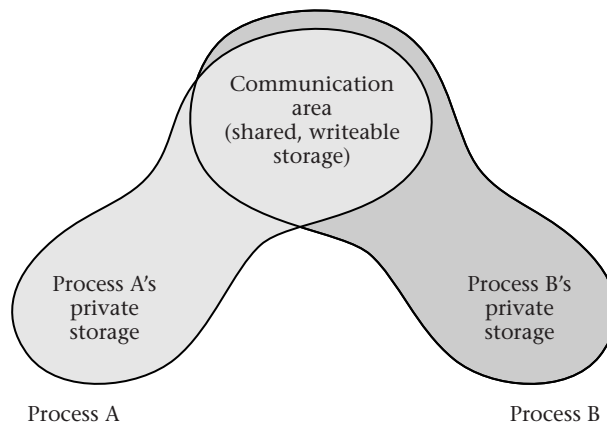 Communication
area
(shared, writeable
storage)
Process A's
private
storage
Process B's
private
storage
Process A
Process B